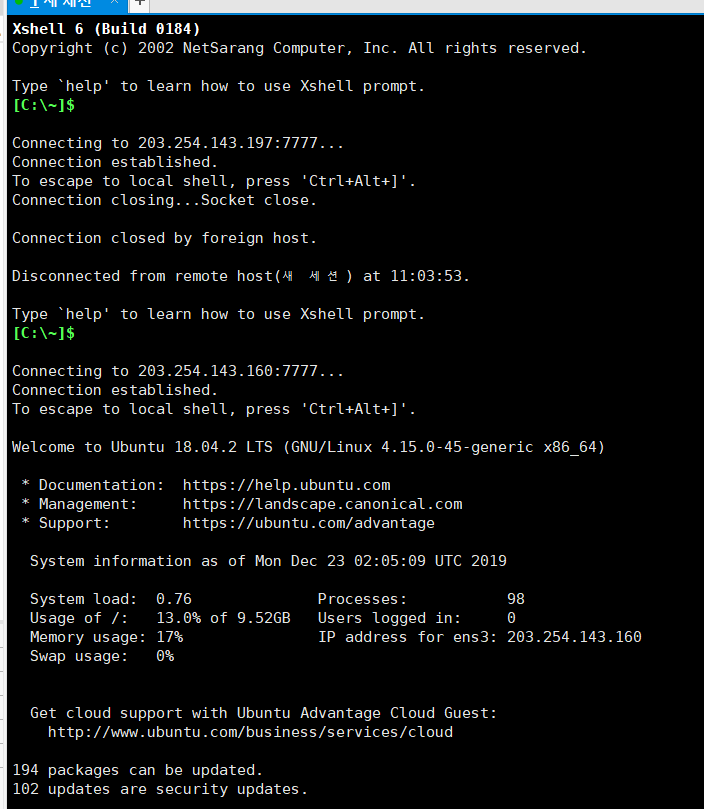 1 새 세션
Xshell 6 (Build 0184)
Copyright (c) 2002 NetSarang Computer, Inc. All rights reserved.
Type `help' to learn how to use Xshell prompt.
[C:\~]$
Connecting to 203.254.143.197:7777...
Connection established.
To escape to local shell, press 'Ctrl+Alt+]'.
Connection closing...Socket close.
Connection closed by foreign host.
Disconnected from remote host(새 세션) at 11:03:53.
Type `help' to learn how to use Xshell prompt.
[C:\~]$
Connecting to 203.254.143.160:7777...
Connection established.
To escape to local shell, press 'Ctrl+Alt+]'.
Welcome to Ubuntu 18.04.2 LTS (GNU/Linux 4.15.0-45-generic x86_64)
* Documentation:  https://help.ubuntu.com
* Management:     https://landscape.canonical.com
* Support:        https://ubuntu.com/advantage
System information as of Mon Dec 23 02:05:09 UTC 2019
System load:  0.76              Processes:           98
Usage of /:   13.0% of 9.52GB   Users logged in:     0
Memory usage: 17%               IP address for ens3: 203.254.143.160
Swap usage:   0%
Get cloud support with Ubuntu Advantage Cloud Guest:
http://www.ubuntu.com/business/services/cloud
194 packages can be updated.
102 updates are security updates.